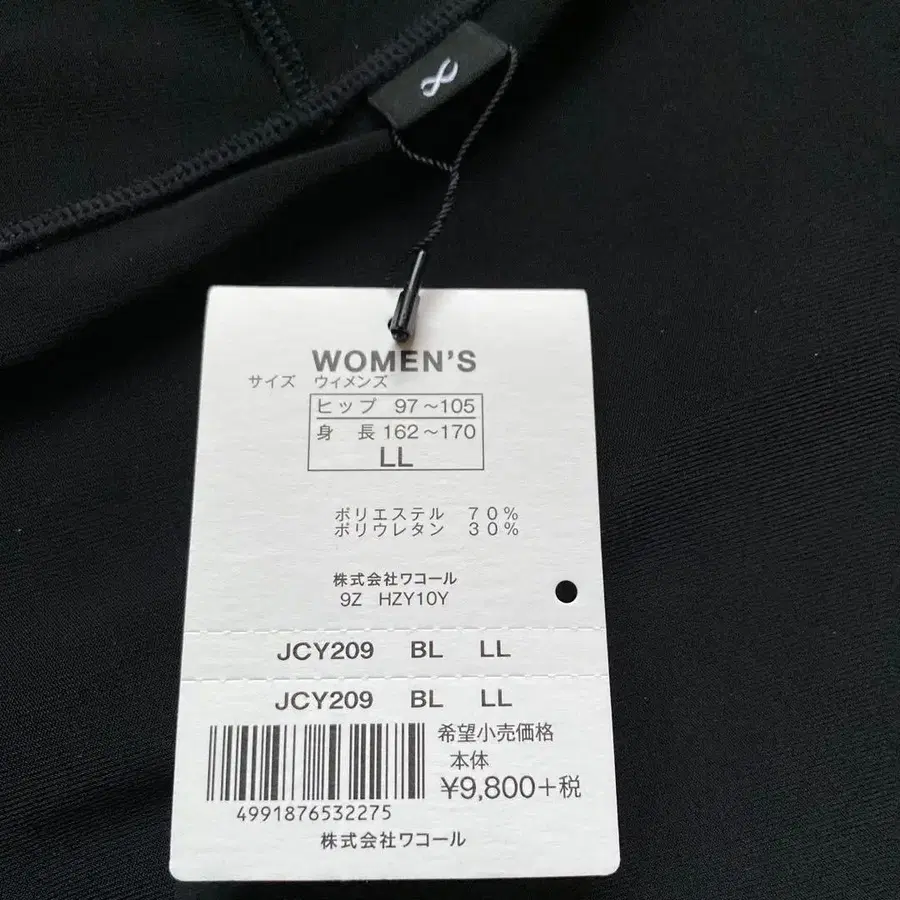 WOMEN'S
サイズ ウィメンズ
ヒップ 97～105
身 長 162～170
LL
ポリエステル 70%
ポリウレタン 30%
株式会社ワコール
9Z HZY10Y
JCY209 BL LL
JCY209 BL LL
希望小売価格
本体
¥9,800+税
4991876532275
株式会社ワコール